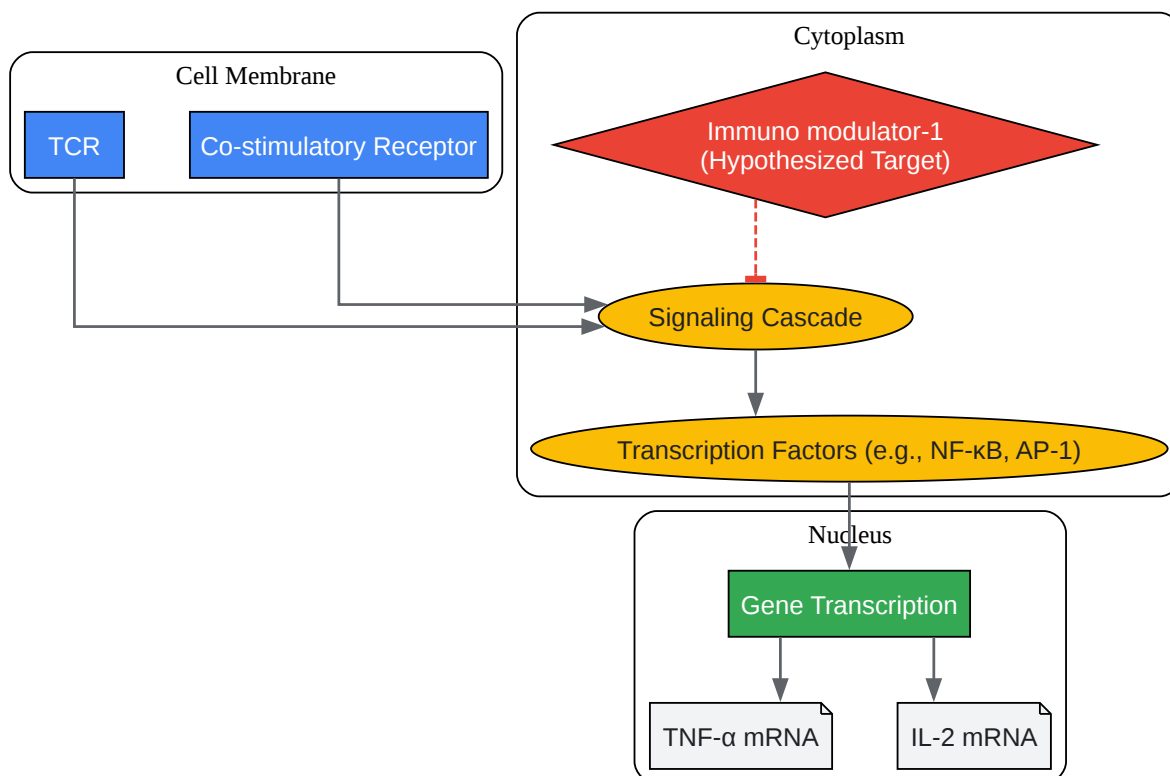 Cell Membrane
TCR
Co-stimulatory Receptor
Cytoplasm
Immuno modulator-1
(Hypothesized Target)
Signaling Cascade
Transcription Factors (e.g., NF-κB, AP-1)
Nucleus
Gene Transcription
TNF-α mRNA
IL-2 mRNA